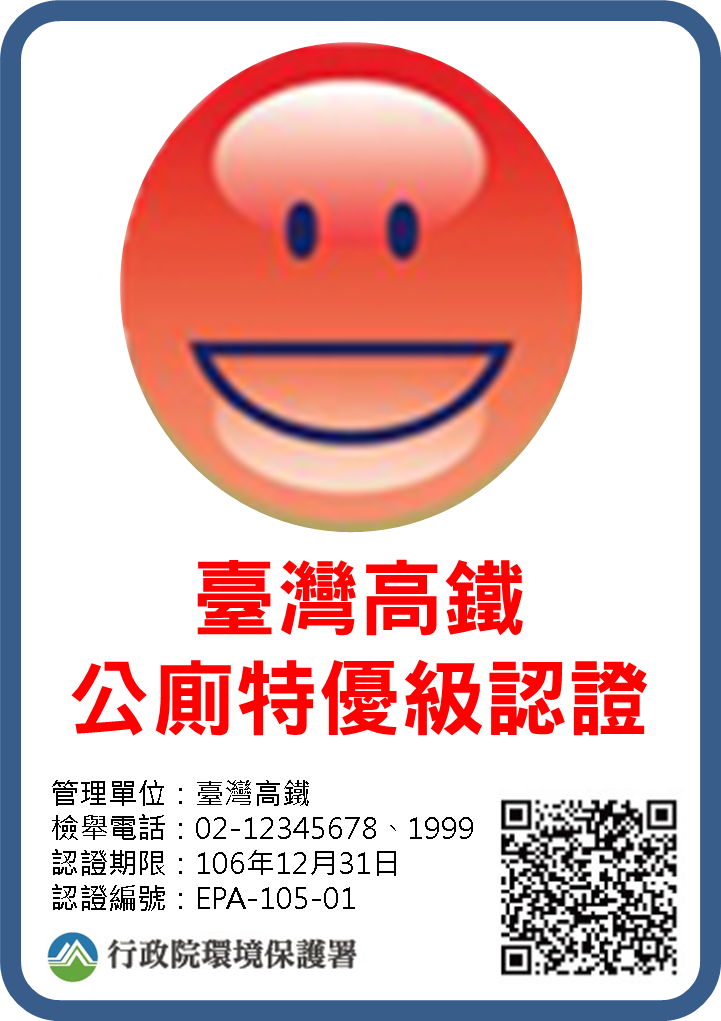 臺灣高鐵
公廁特優級認證
管理單位：臺灣高鐵
檢舉電話：02-12345678、1999
認證期限：106年12月31日
認證編號：EPA-105-01
行政院環境保護署